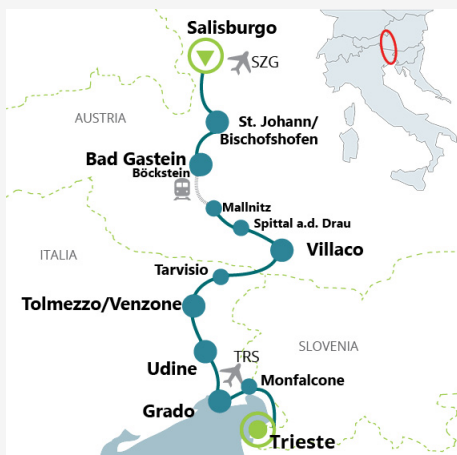 Salisburgo
SZG
AUSTRIA
St. Johann/
Bischofshofen
Bad Gastein
Böckstein
Mallnitz
Spittal a.d. Drau
ITALIA
Villaco
Tarvisio
Tolmezzo/Venzone
SLOVENIA
Udine
TRS
Monfalcone
Grado
Trieste